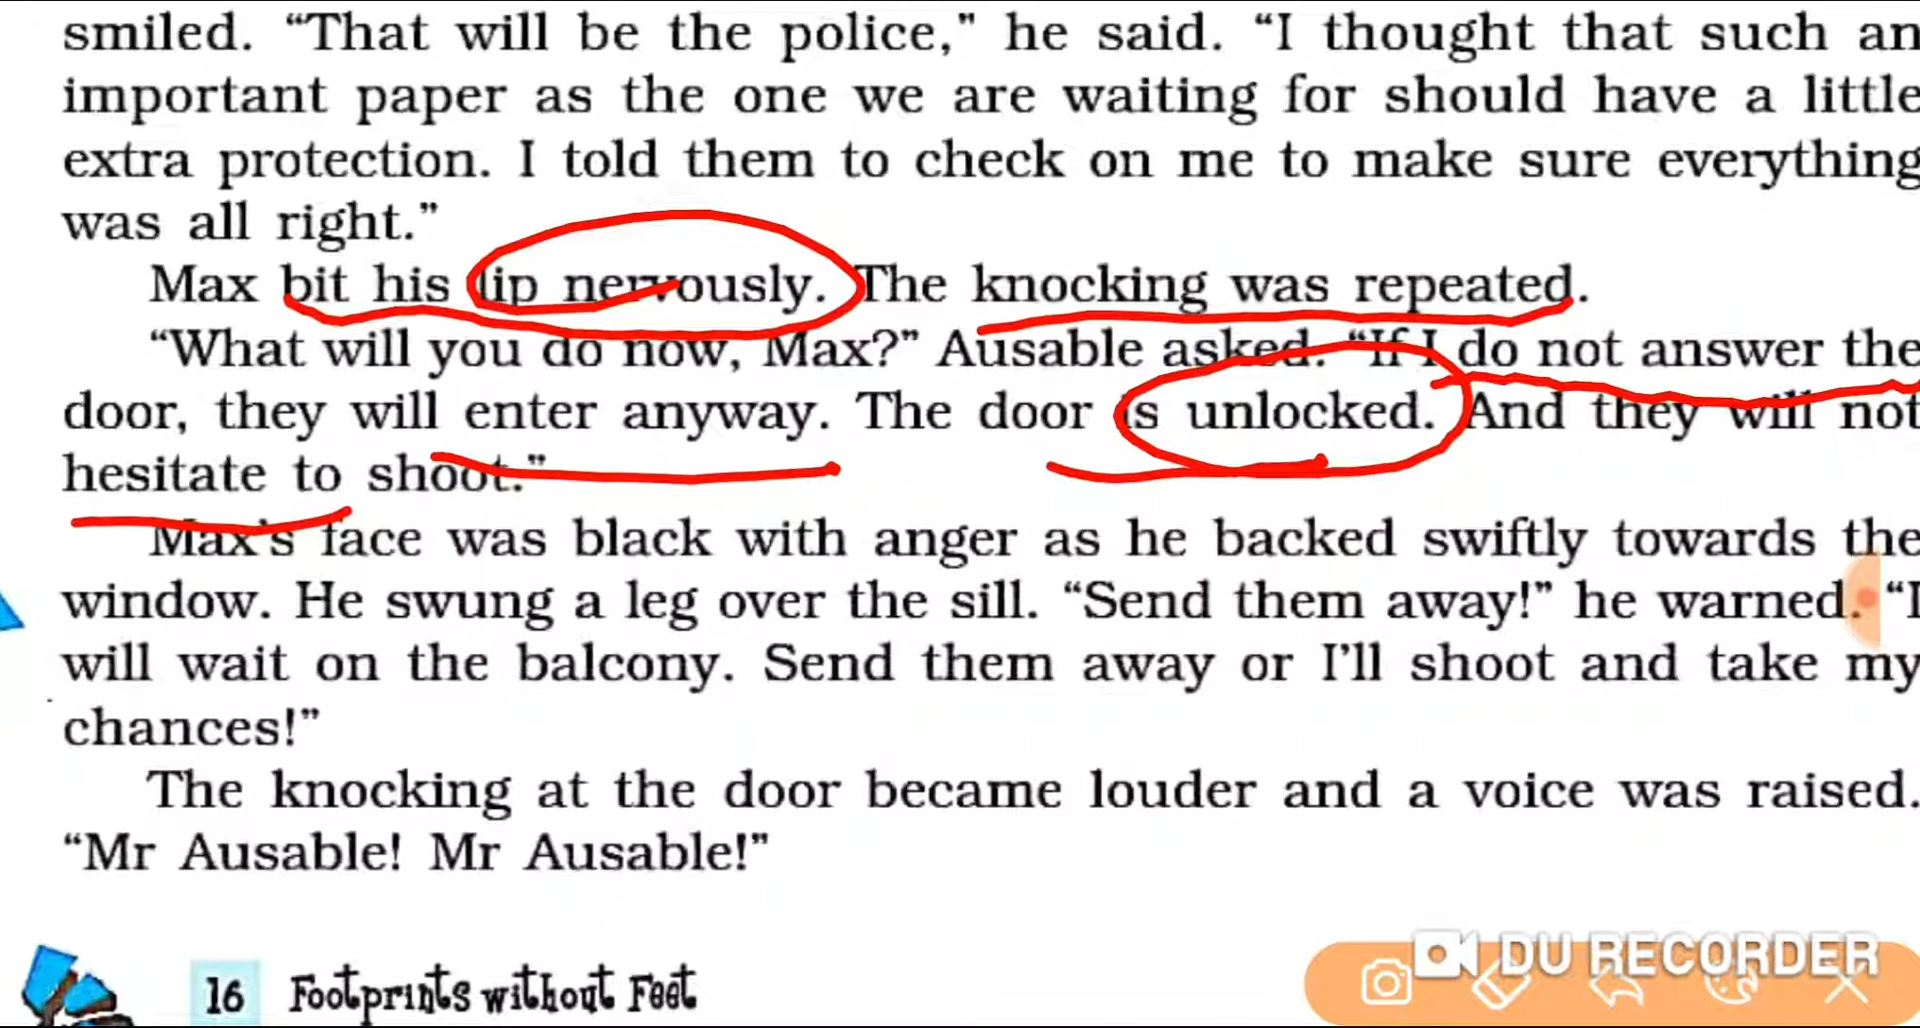 smiled. “That will be the police,” he said. “I thought that such an
important paper as the one we are waiting for should have a little
extra protection. I told them to check on me to make sure everything
was all right.”
Max bit his lip nervously. The knocking was repeated.
“What will you do now, Max?” Ausable asked. “If I do not answer the
door, they will enter anyway. The door is unlocked. And they will not
hesitate to shoot.”
Max’s face was black with anger as he backed swiftly towards the
window. He swung a leg over the sill. “Send them away!” he warned. “I
will wait on the balcony. Send them away or I’ll shoot and take my
chances!”
The knocking at the door became louder and a voice was raised.
“Mr Ausable! Mr Ausable!”
16 Footprints without Feet
DU RECORDER